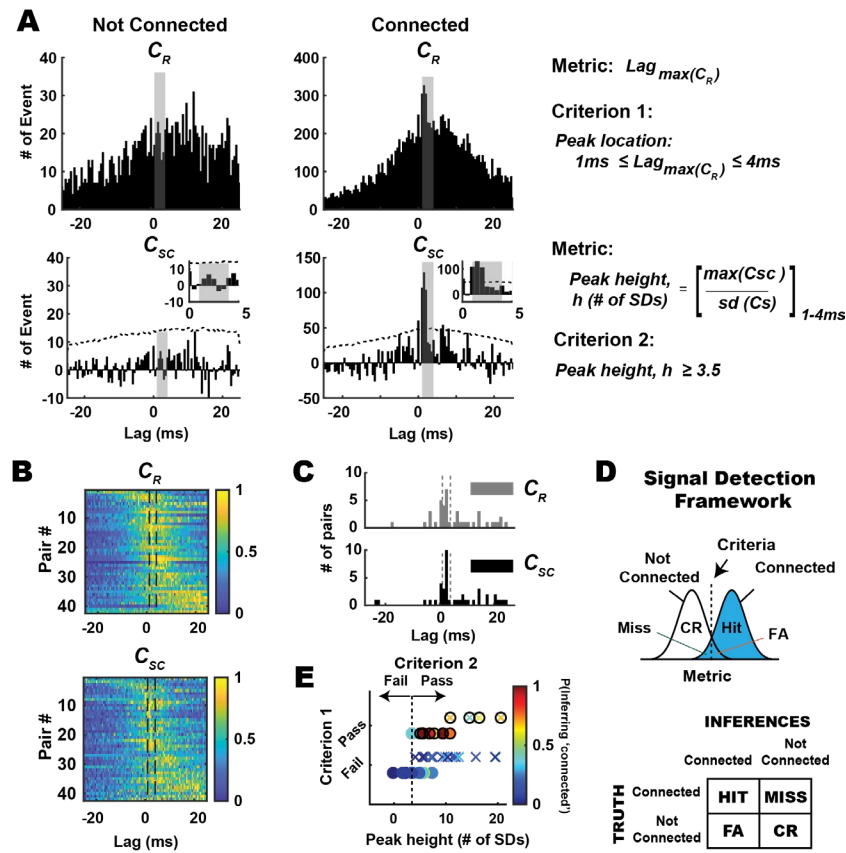 A
Not Connected
Connected
C_R
C_R
40
30
20
10
0
# of Event
-20 0 20
400
300
200
100
0
-20 0 20
Metric: Lag max(C_R)
Criterion 1:
Peak location:
1ms ≤ Lag max(C_R) ≤ 4ms
C_SC
C_SC
40
30
20
10
0
-10
# of Event
10
0
-10
0 5
-20 0 20
Lag (ms)
150
100
50
0
-50
100
0
0 5
-20 0 20
Lag (ms)
Metric:
Peak height,
h (# of SDs) = [max(Csc) / sd (Cs)] 1-4ms
Criterion 2:
Peak height, h ≥ 3.5
B
C_R
Pair #
10
20
30
40
-20 0 20
1
0.5
0
C_SC
Pair #
10
20
30
40
-20 0 20
Lag (ms)
1
0.5
0
C
# of pairs
10
5
0
C_R
10
5
0
C_SC
-20 0 20
Lag (ms)
D
Signal Detection
Framework
Criteria
Not
Connected
Connected
Miss
CR
Hit
FA
Metric
E
Criterion 2
Fail Pass
Criterion 1
Pass
Fail
0 10 20
Peak height (# of SDs)
1
0.5
0
P(Inferring 'connected')
INFERENCES
Connected
Not
Connected
TRUTH
Connected
HIT MISS
Not
Connected
FA CR